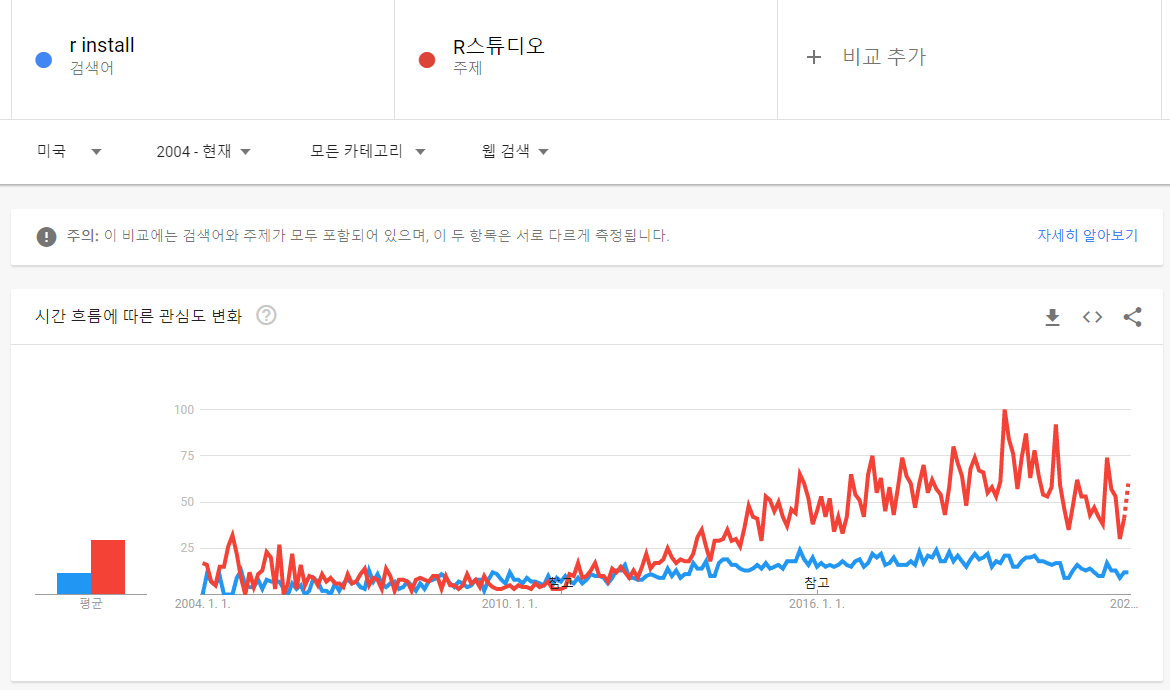 r install
검색어
R스튜디오
주제
+ 비교 추가
미국
2004 - 현재
모든 카테고리
웹 검색
주의: 이 비교에는 검색어와 주제가 모두 포함되어 있으며, 이 두 항목은 서로 다르게 측정됩니다.
자세히 알아보기
시간 흐름에 따른 관심도 변화
100
75
50
25
참고
참고
평균
2004. 1. 1.
2010. 1. 1.
2016. 1. 1.
202...